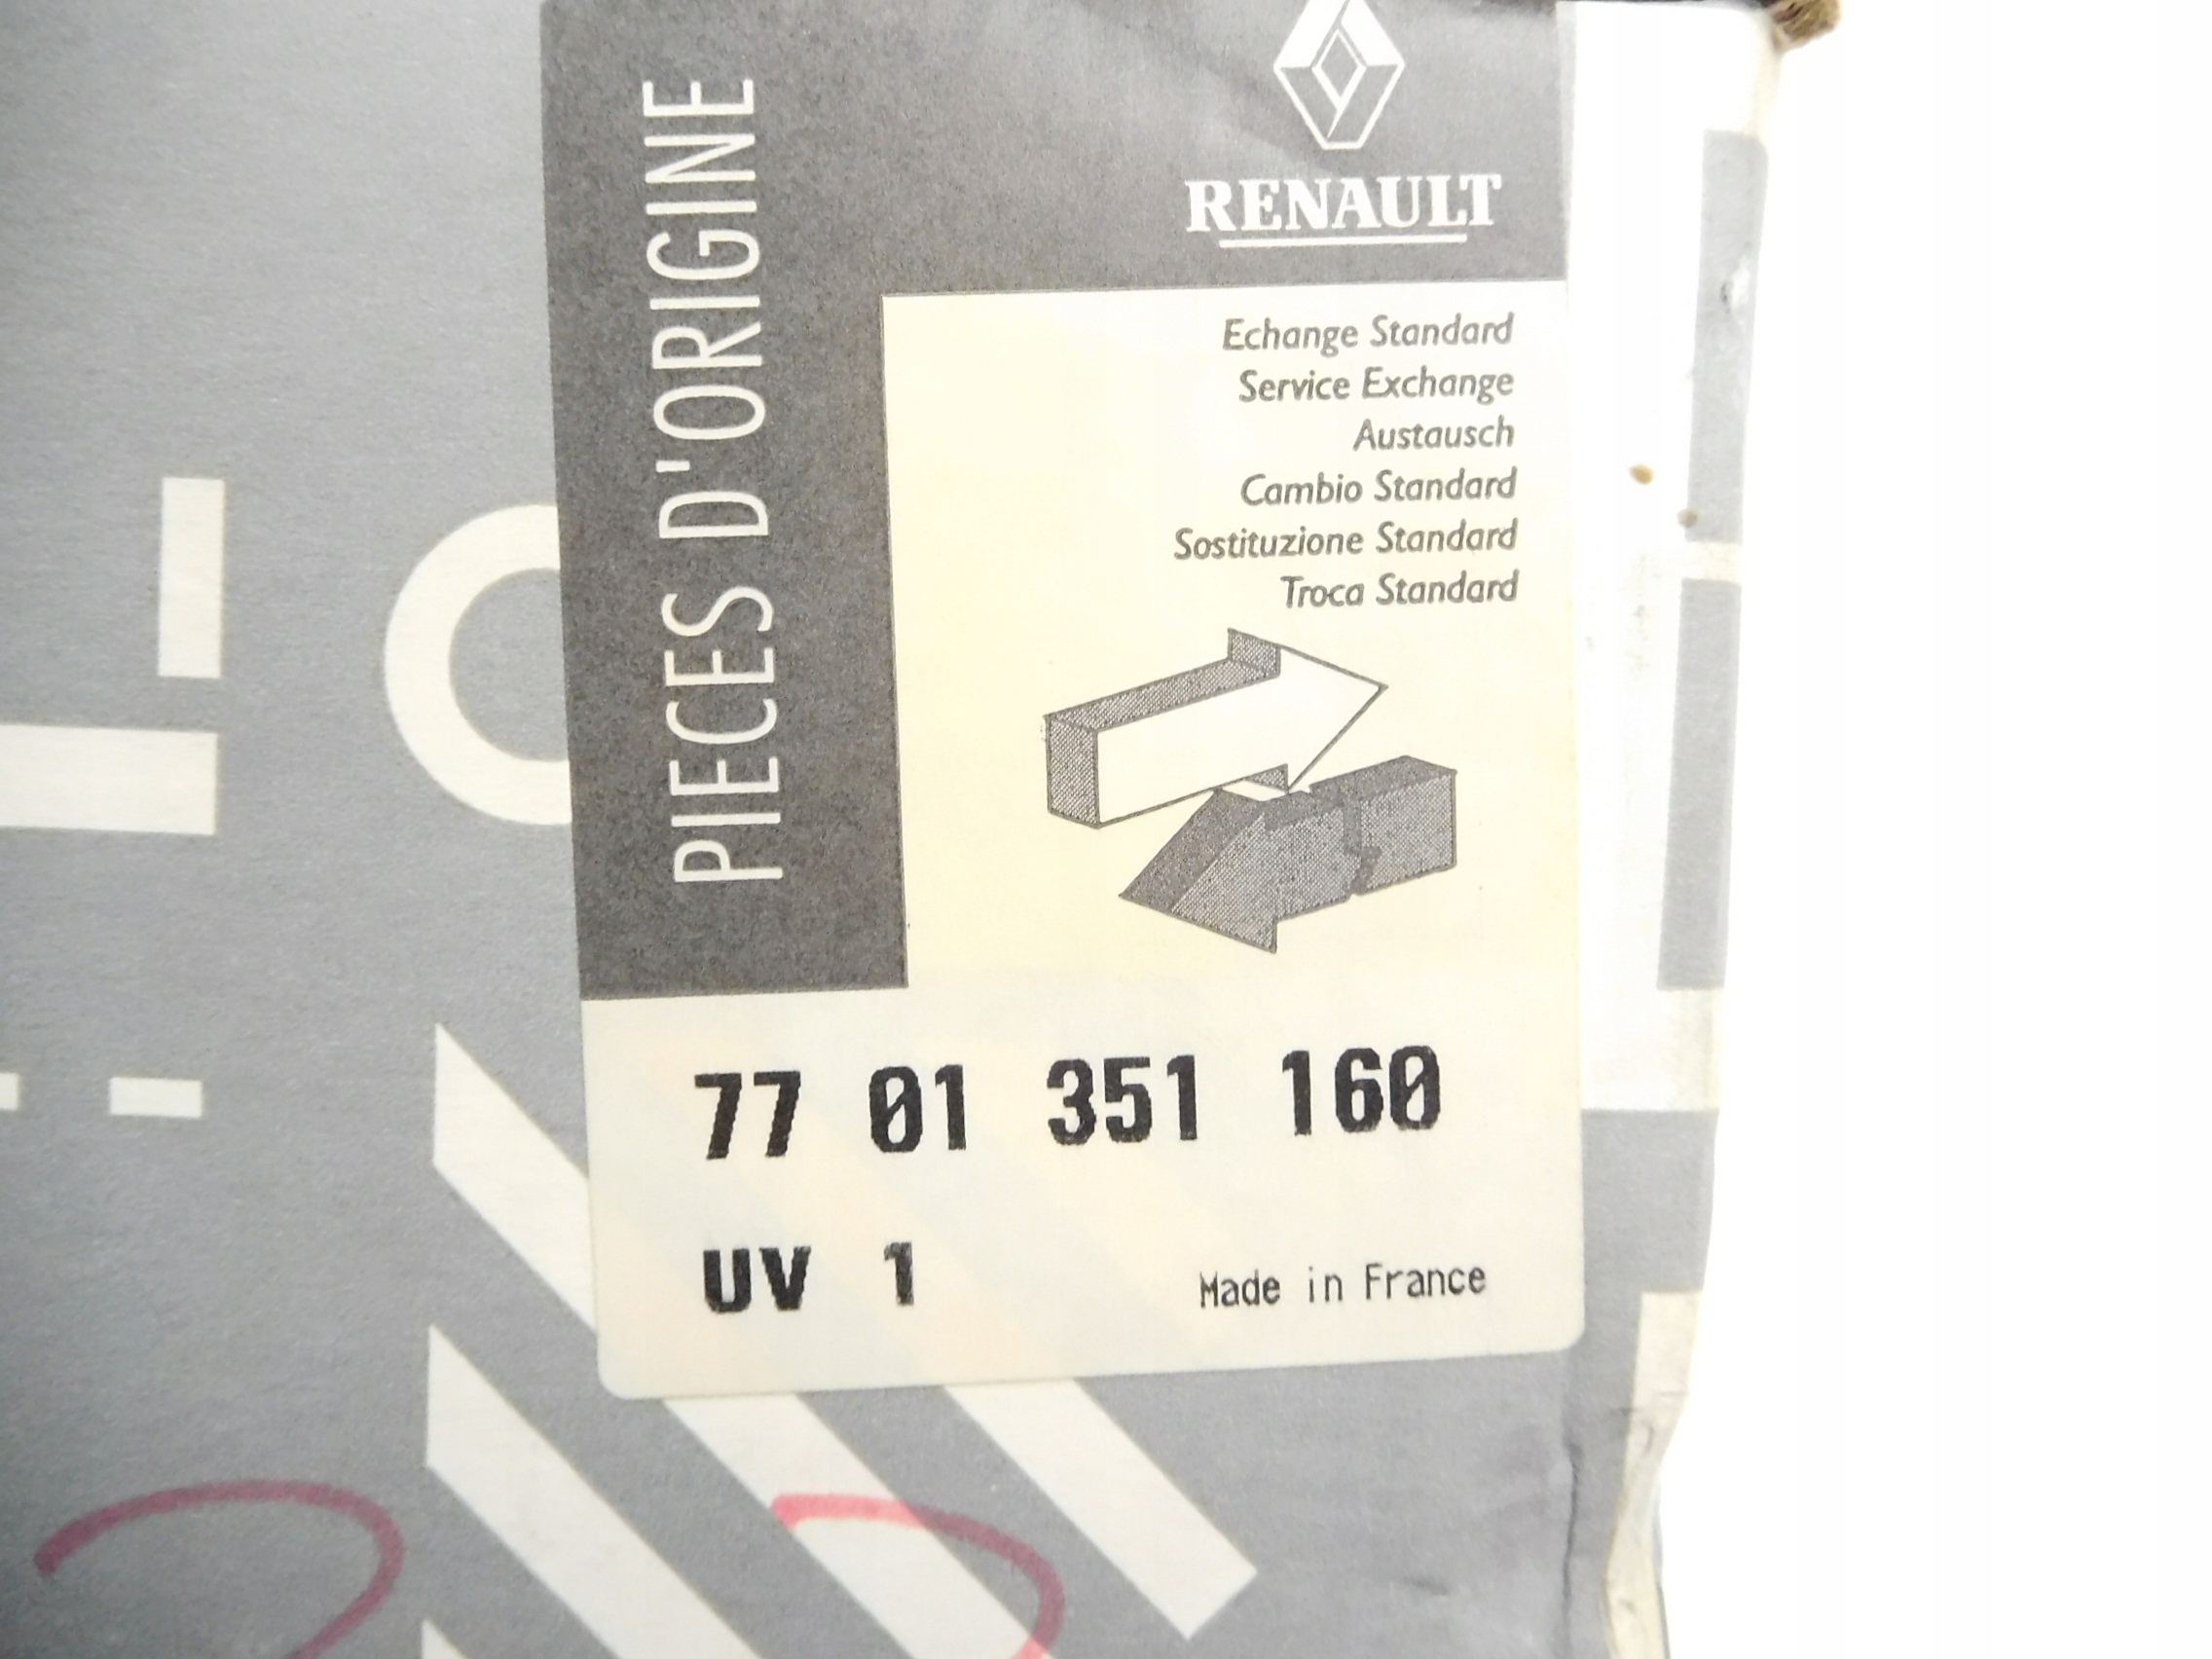 RENAULT
PIECES D'ORIGINE
Echange Standard
Service Exchange
Austausch
Cambio Standard
Sostituzione Standard
Troca Standard
77 01 351 160
UV 1
Made in France